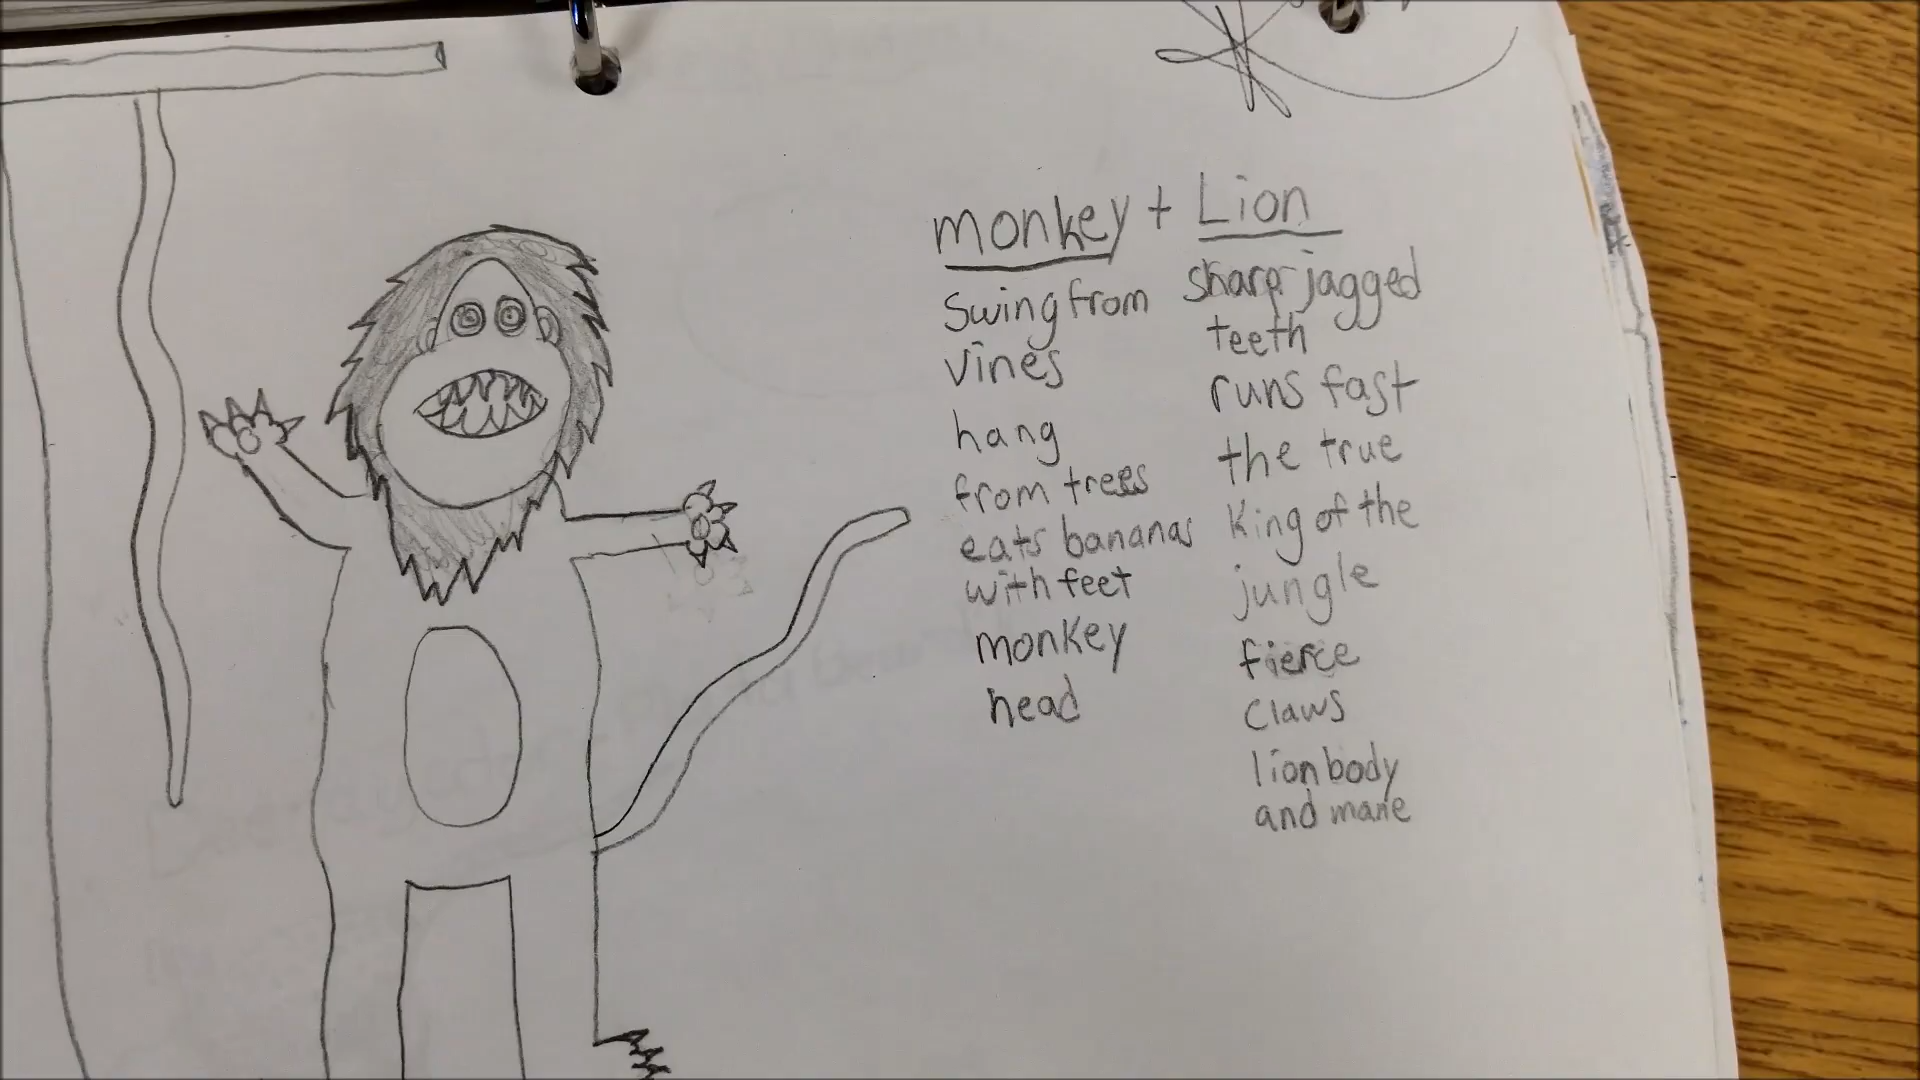 monkey + Lion
Swing from
vines
hang
from trees
eats bananas
with feet
monkey
head
sharp jagged
teeth
runs fast
the true
King of the
jungle
fierce
claws
lion body
and mane